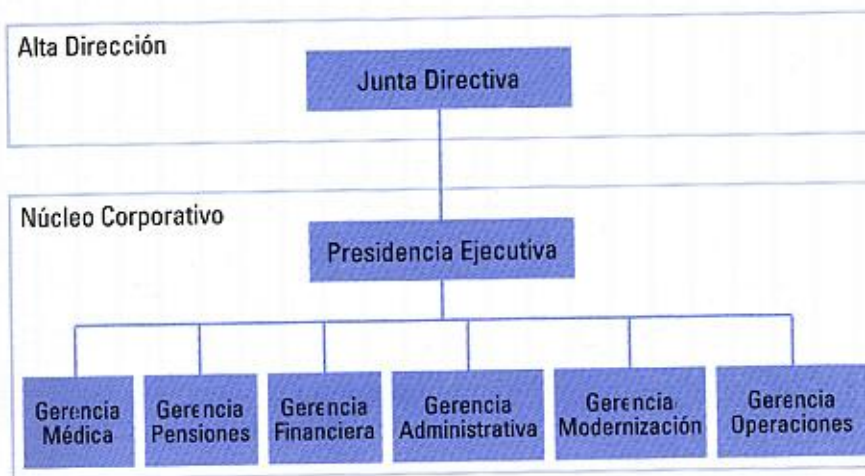 Alta Dirección
Junta Directiva
Núcleo Corporativo
Presidencia Ejecutiva
Gerencia
Médica
Gerencia
Pensiones
Gerencia
Financiera
Gerencia
Administrativa
Gerencia
Modernización
Gerencia
Operaciones